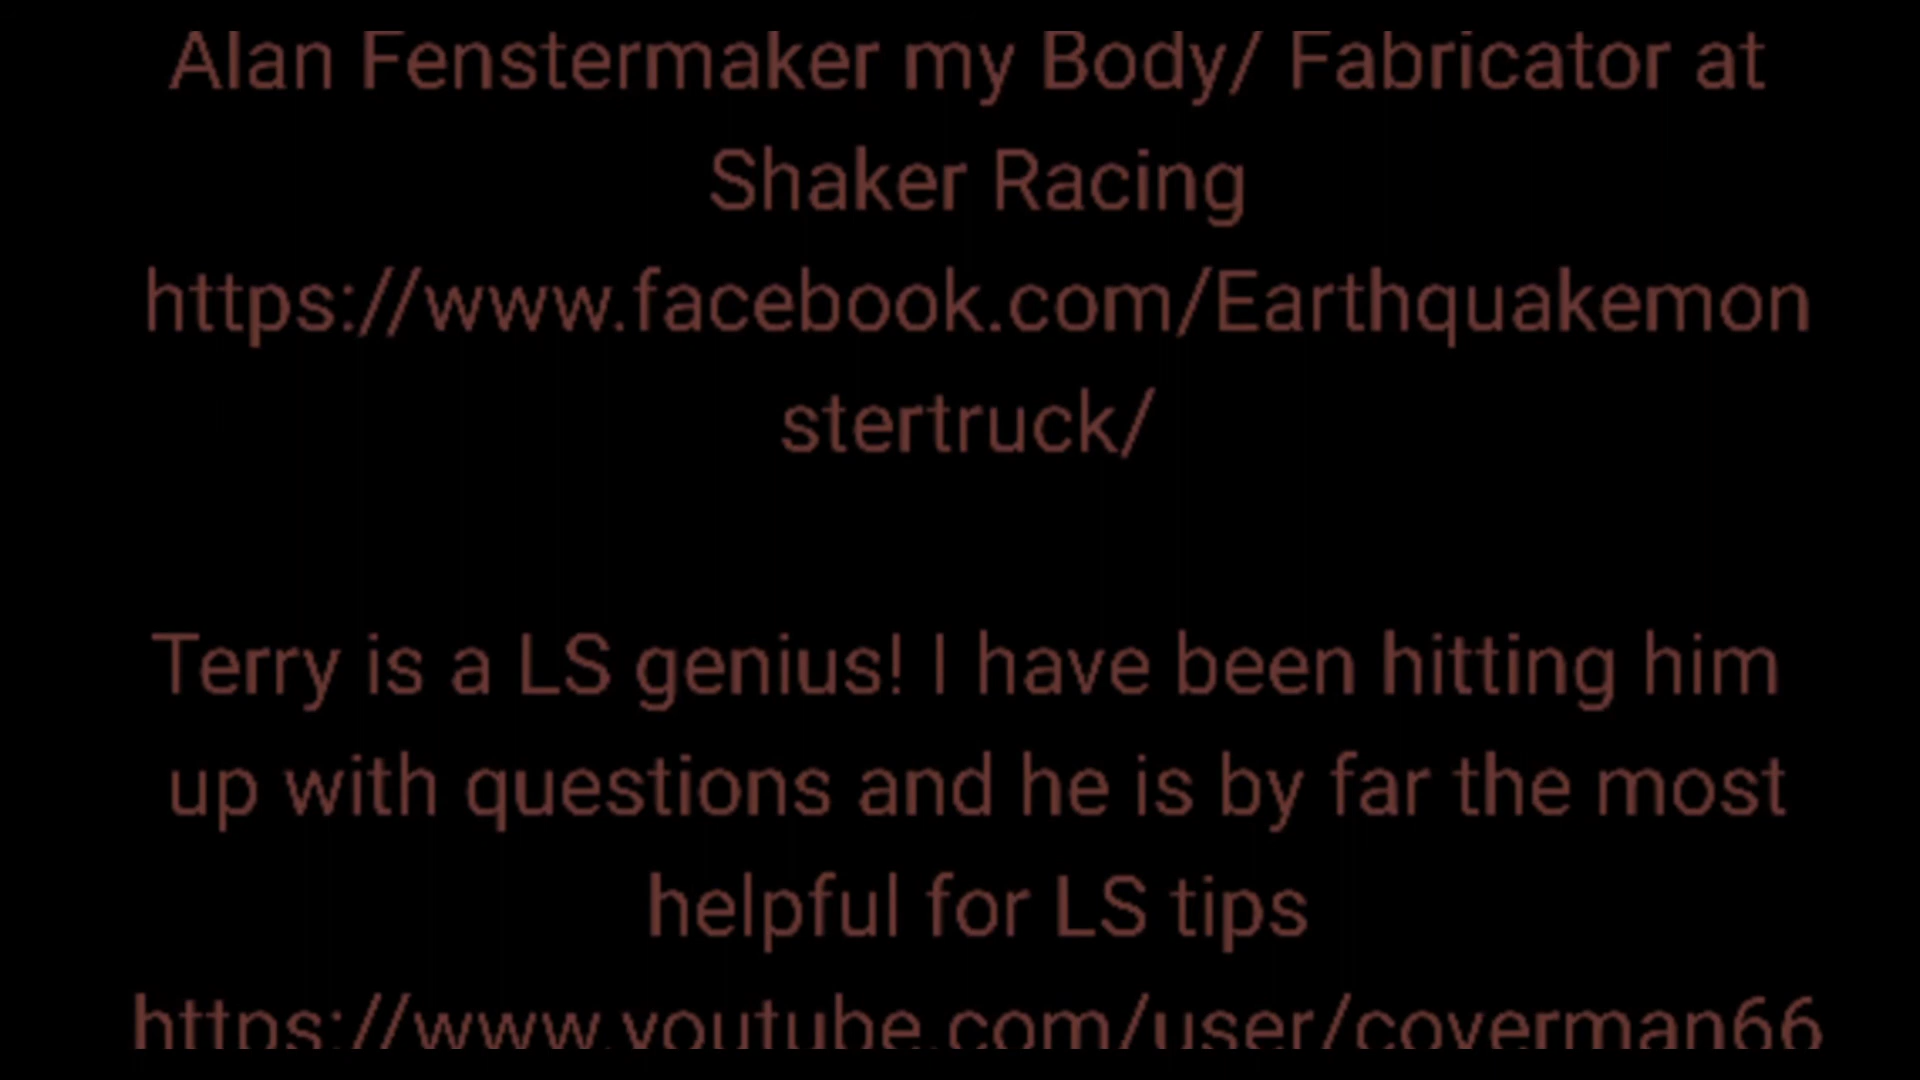 Alan Fenstermaker my Body/ Fabricator at
Shaker Racing
https://www.facebook.com/Earthquakemon
stertruck/
Terry is a LS genius! I have been hitting him
up with questions and he is by far the most
helpful for LS tips
https://www.youtube.com/user/coverman66